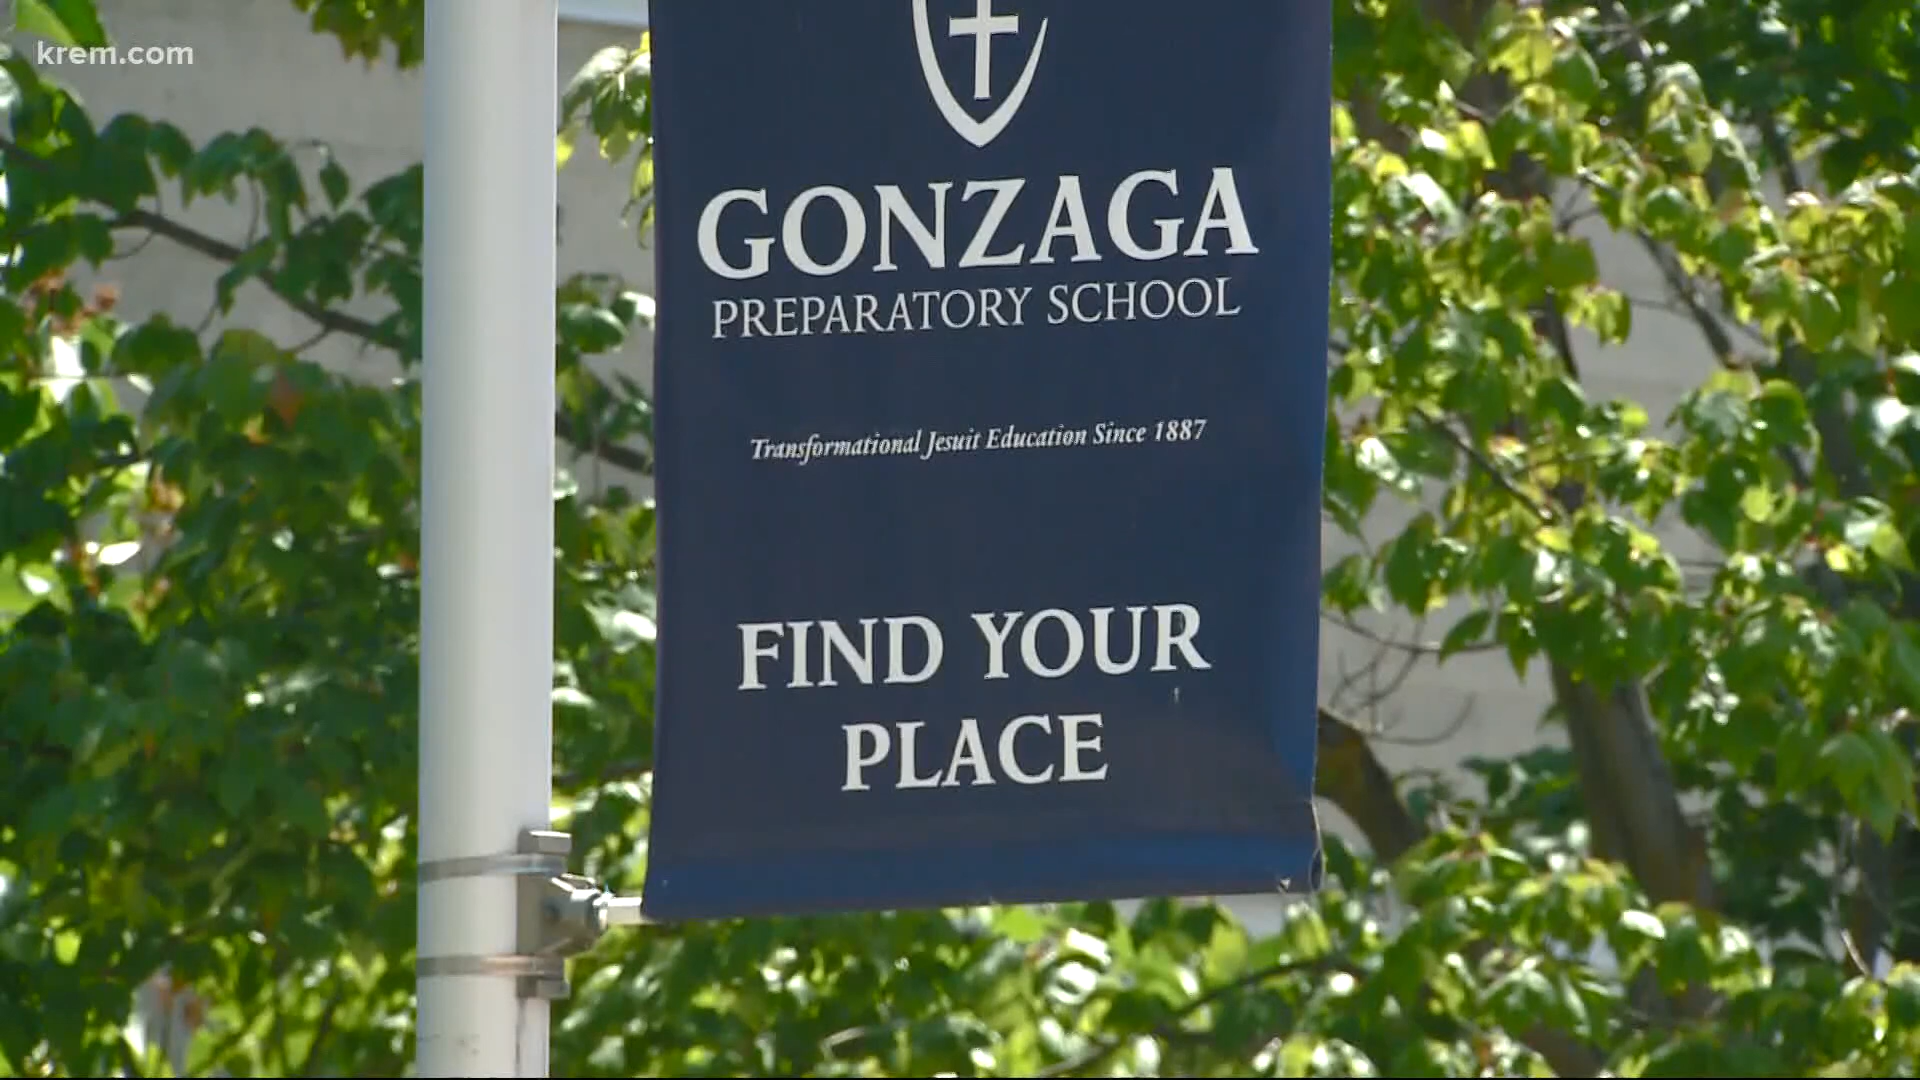 krem.com
GONZAGA
PREPARATORY SCHOOL
Transformational Jesuit Education Since 1887
FIND YOUR
PLACE